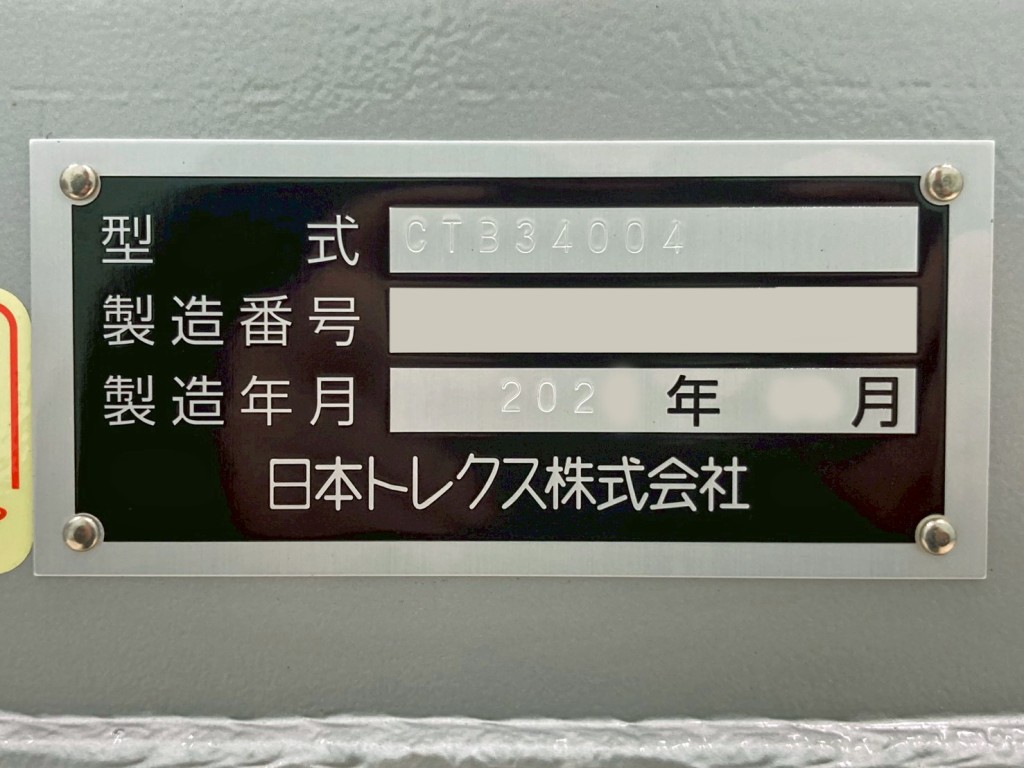 型式 CTB34004
製造番号
製造年月 202 年 月
日本トレクス株式会社